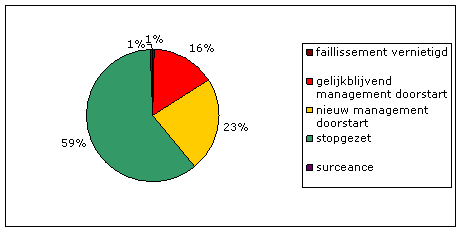 1%
1%
16%
23%
59%
faillissement vernietigd
gelijkblijvend
management doorstart
nieuw management
doorstart
stopgezet
surceance